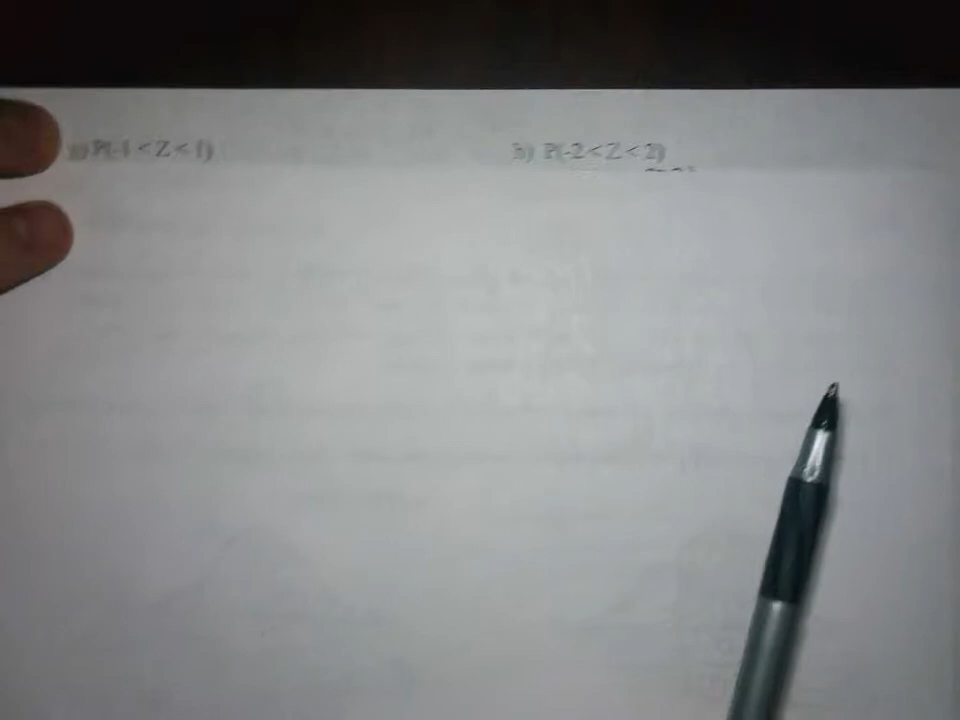 a) P(-1 < Z < 1)
b) P(-2 < Z < 2)